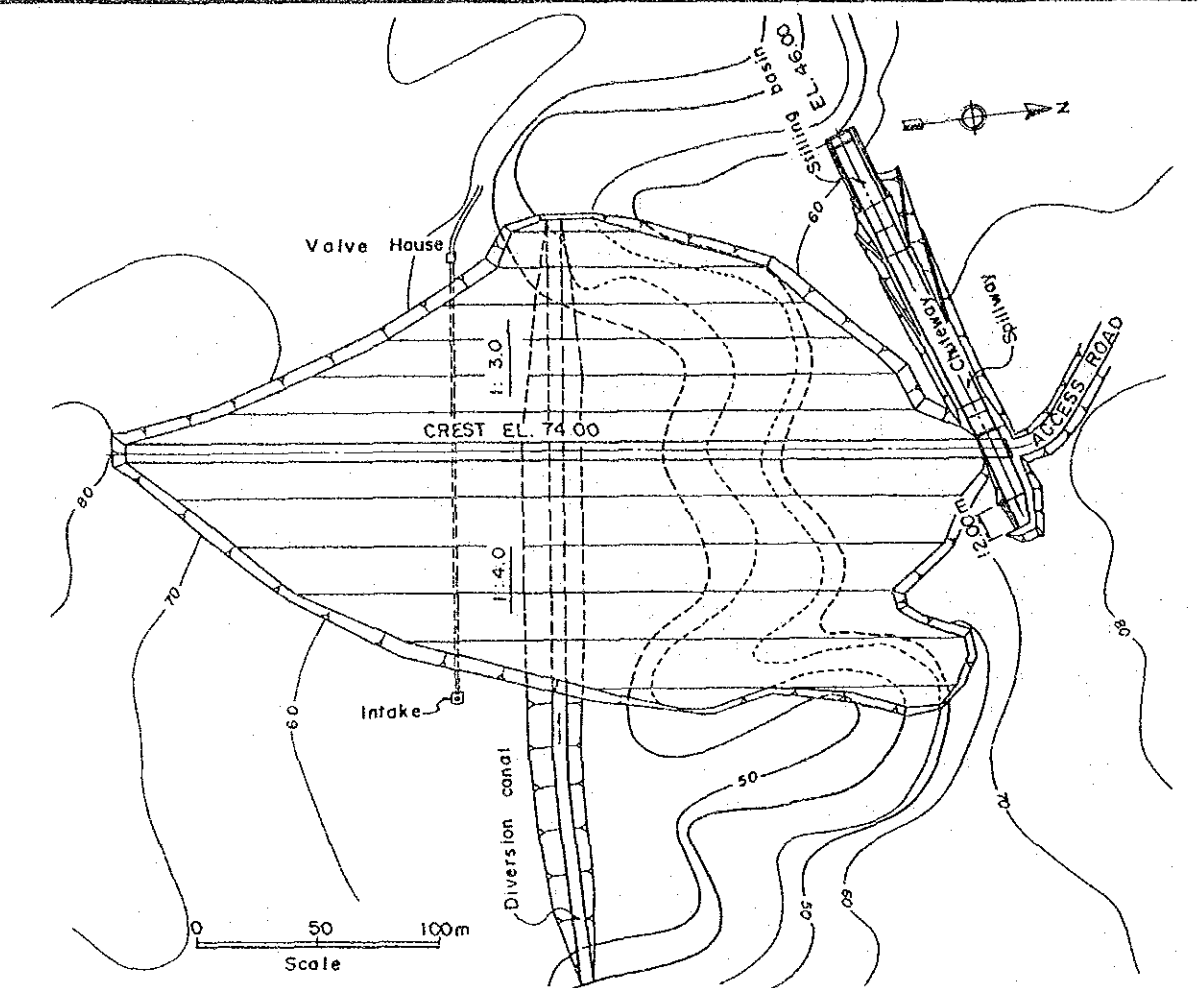 Stilling basin
EL. 46.00
N
60
Valve House
Spillway
Chuteway
ACCESS ROAD
1: 3.0
CREST EL. 74.00
80
12.00m
1: 4.0
70
80
60
Intake
50
70
Diversion canal
60
50
0 50 100m
Scale